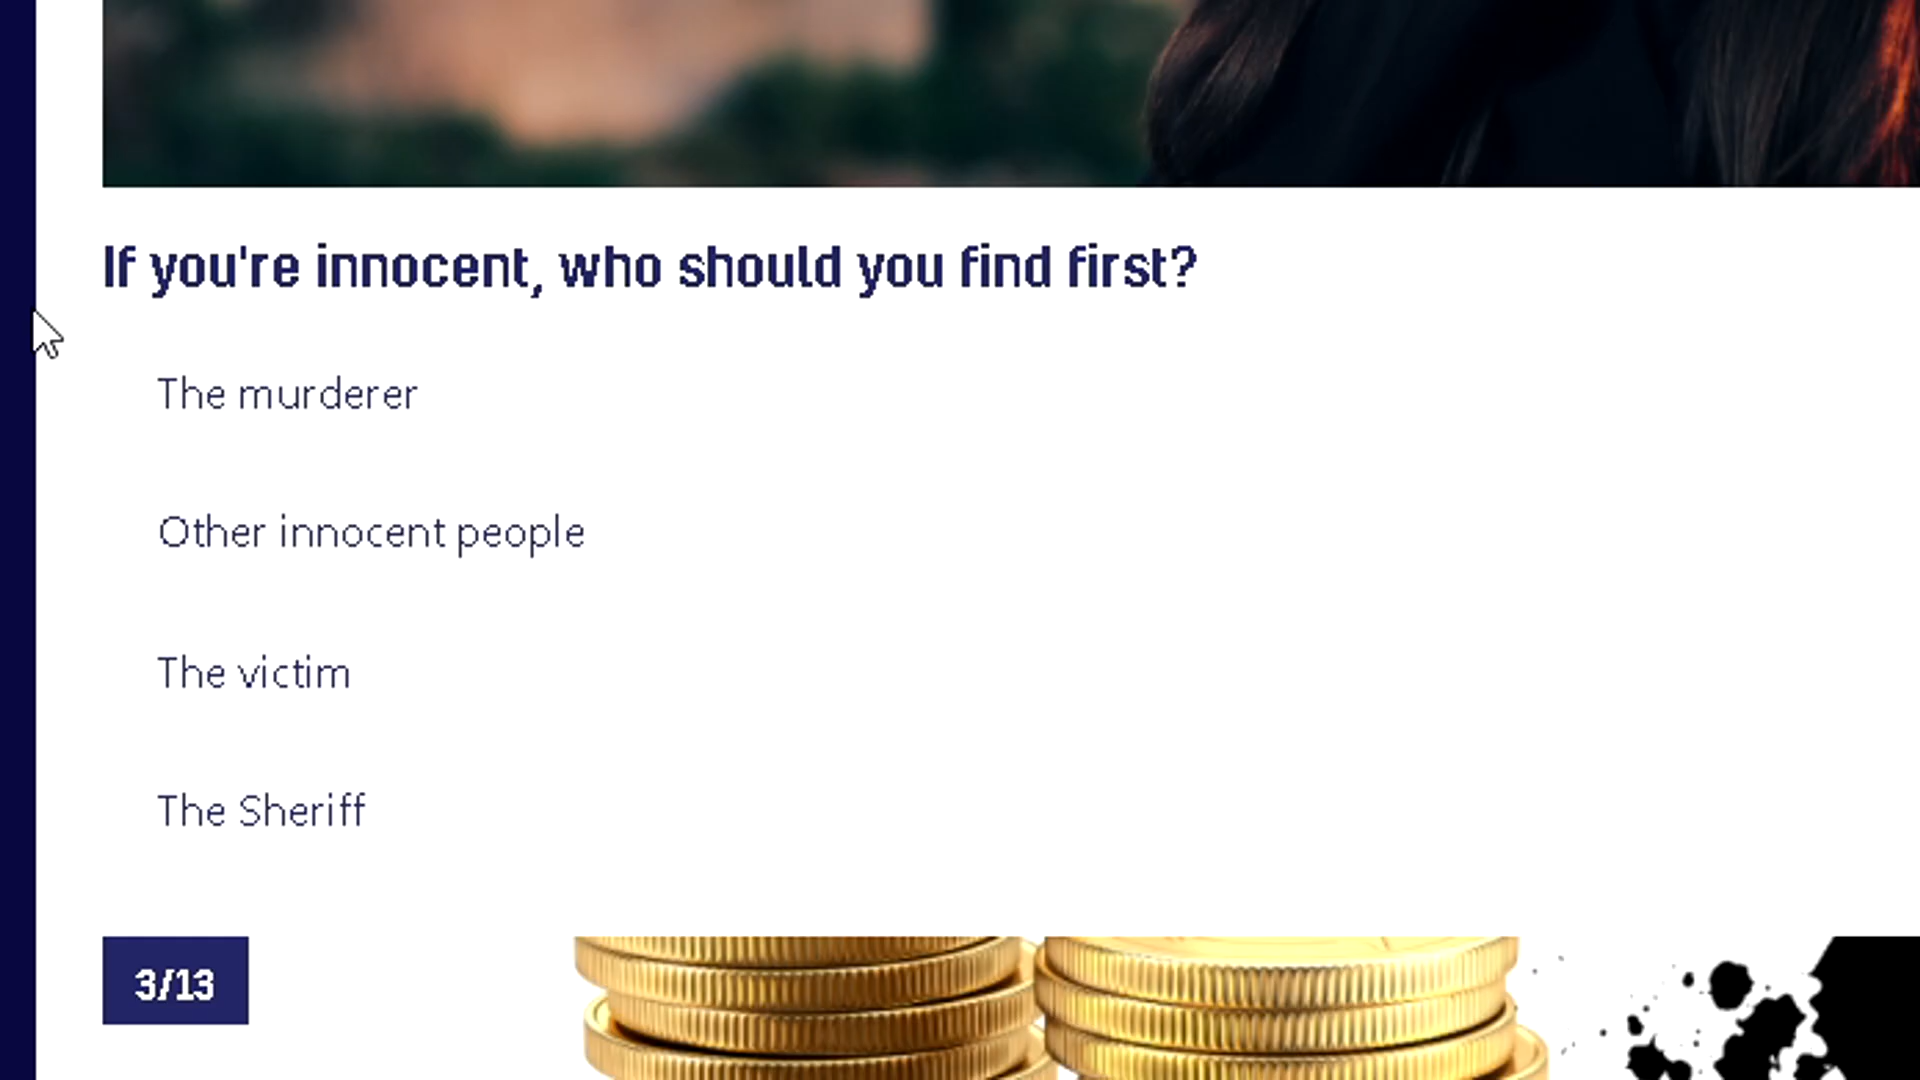 If you're innocent, who should you find first?
The murderer
Other innocent people
The victim
The Sheriff
3/13